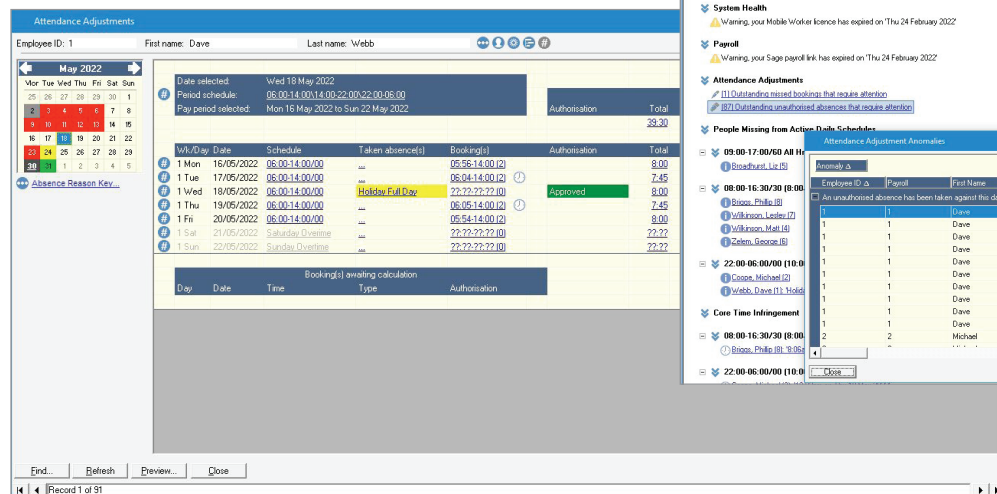 Attendance Adjustments
Employee ID: 1 First name: Dave Last name: Webb
May 2022
Mor Tue Wed Thu Fri Sat Sun
25 26 27 28 29 30 1
2 3 4 5 6 7 8
9 10 11 12 13 14 15
16 17 18 19 20 21 22
23 24 25 26 27 28 29
30 31 1 2 3 4 5
Absence Reason Key...
Date selected: Wed 18 May 2022
Period schedule: 06:00-14:00\14:00-22:00\22:00-06:00
Pay period selected: Mon 16 May 2022 to Sun 22 May 2022
Authorisation Total
39:30
Wk/Day Date Schedule Taken absence(s) Booking(s) Authorisation Total
1 Mon 16/05/2022 06:00-14:00/00 ... 05:56-14:00 (2) 8:00
1 Tue 17/05/2022 06:00-14:00/00 ... 06:04-14:00 (2) 7:45
1 Wed 18/05/2022 06:00-14:00/00 Holiday Full Day ??:??-??:?? (0) Approved 8:00
1 Thu 19/05/2022 06:00-14:00/00 ... 06:05-14:00 (2) 7:45
1 Fri 20/05/2022 06:00-14:00/00 ... 05:54-14:00 (2) 8:00
1 Sat 21/05/2022 Saturday Overime ... ??:??-??:?? (0) ??:??
1 Sun 22/05/2022 Sunday Overtime ... ??:??-??:?? (0) ??:??
Booking(s) awaiting calculation
Day Date Time Type Authorisation
Find... Refresh Preview... Close
Record 1 of 91
System Health
Warning, your Mobile Worker licence has expired on 'Thu 24 February 2022'
Payroll
Warning, your Sage payroll link has expired on 'Thu 24 February 2022'
Attendance Adjustments
[1] Outstanding missed bookings that require attention
[87] Outstanding unauthorised absences that require attention
People Missing from Active Daily Schedules
09:00-17:00/60 All H
Broadhurst, Liz (5)
08:00-16:30/30 (8:00
Briggs, Phillip (8)
Wilkinson, Lesley (7)
Wilkinson, Matt (4)
Zelem, George (6)
22:00-06:00/00 (10:0
Coope, Michael (2)
Webb, Dave (1): 'Holid
Core Time Infringement
08:00-16:30/30 (8:00
Briggs, Phillip (8): '8:06
22:00-06:00/00 (10:0
Attendance Adjustment Anomalies
Anomaly
Employee ID Payroll First Name
An unauthorised absence has been taken against this da
1 1 Dave
1 1 Dave
1 1 Dave
1 1 Dave
1 1 Dave
1 1 Dave
1 1 Dave
1 1 Dave
1 1 Dave
1 1 Dave
2 2 Michael
Close